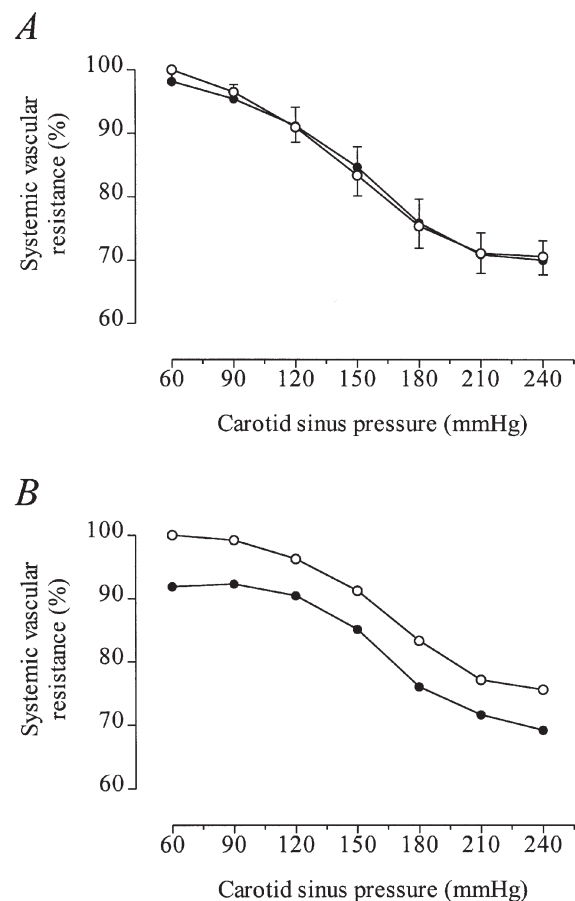 A
100
90
80
70
60
Systemic vascular
resistance (%)
60 90 120 150 180 210 240
Carotid sinus pressure (mmHg)
B
100
90
80
70
60
Systemic vascular
resistance (%)
60 90 120 150 180 210 240
Carotid sinus pressure (mmHg)